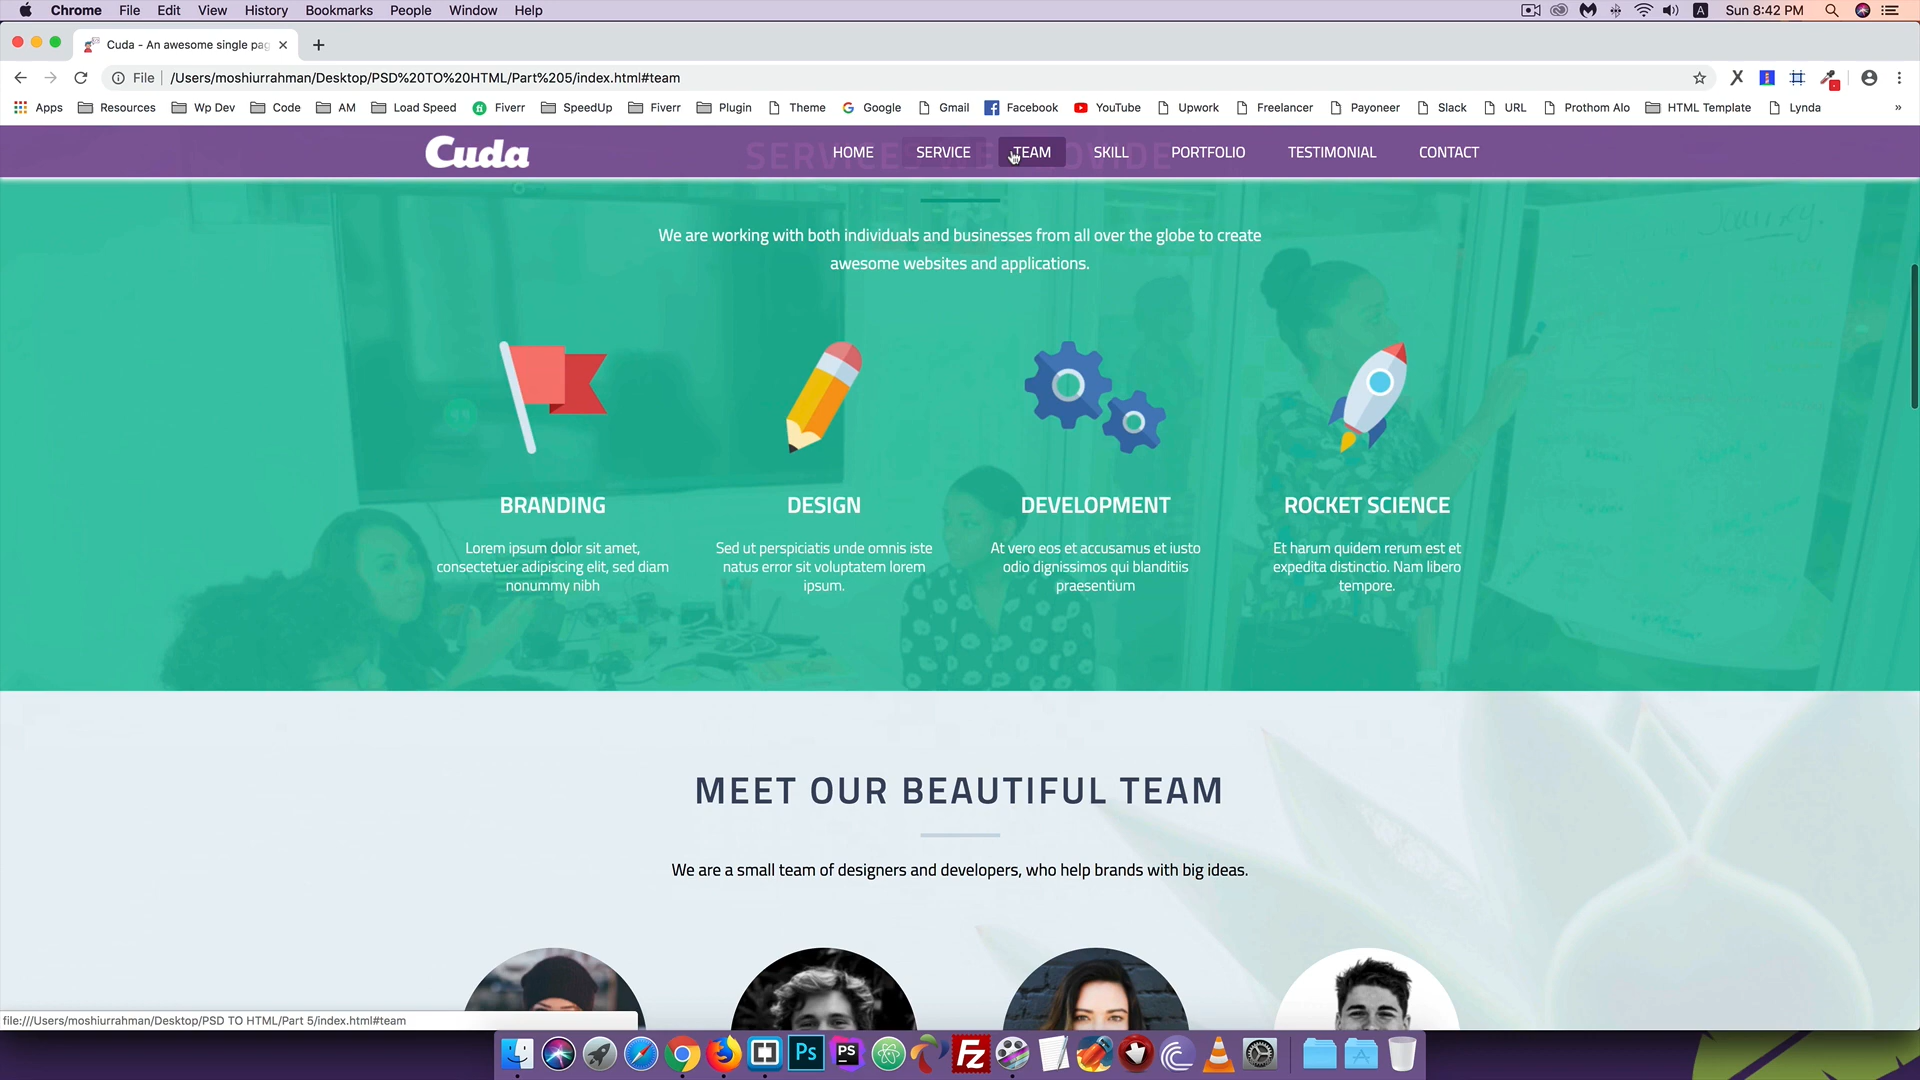 Chrome File Edit View History Bookmarks People Window Help
A Sun 8:42 PM
Cuda - An awesome single pag
File /Users/moshiurrahman/Desktop/PSD%20TO%20HTML/Part%205/index.html#team
Apps Resources Wp Dev Code AM Load Speed Fiverr SpeedUp Fiverr Plugin Theme Google Gmail Facebook YouTube Upwork Freelancer Payoneer Slack URL Prothom Alo HTML Template Lynda »
Cuda HOME SERVICE TEAM SKILL PORTFOLIO TESTIMONIAL CONTACT
We are working with both individuals and businesses from all over the globe to create
awesome websites and applications.
BRANDING
Lorem ipsum dolor sit amet,
consectetuer adipiscing elit, sed diam
nonummy nibh
DESIGN
Sed ut perspiciatis unde omnis iste
natus error sit voluptatem lorem
ipsum.
DEVELOPMENT
At vero eos et accusamus et iusto
odio dignissimos qui blanditiis
praesentium
ROCKET SCIENCE
Et harum quidem rerum est et
expedita distinctio. Nam libero
tempore.
MEET OUR BEAUTIFUL TEAM
We are a small team of designers and developers, who help brands with big ideas.
file:///Users/moshiurrahman/Desktop/PSD TO HTML/Part 5/index.html#team
Ps PS FZ